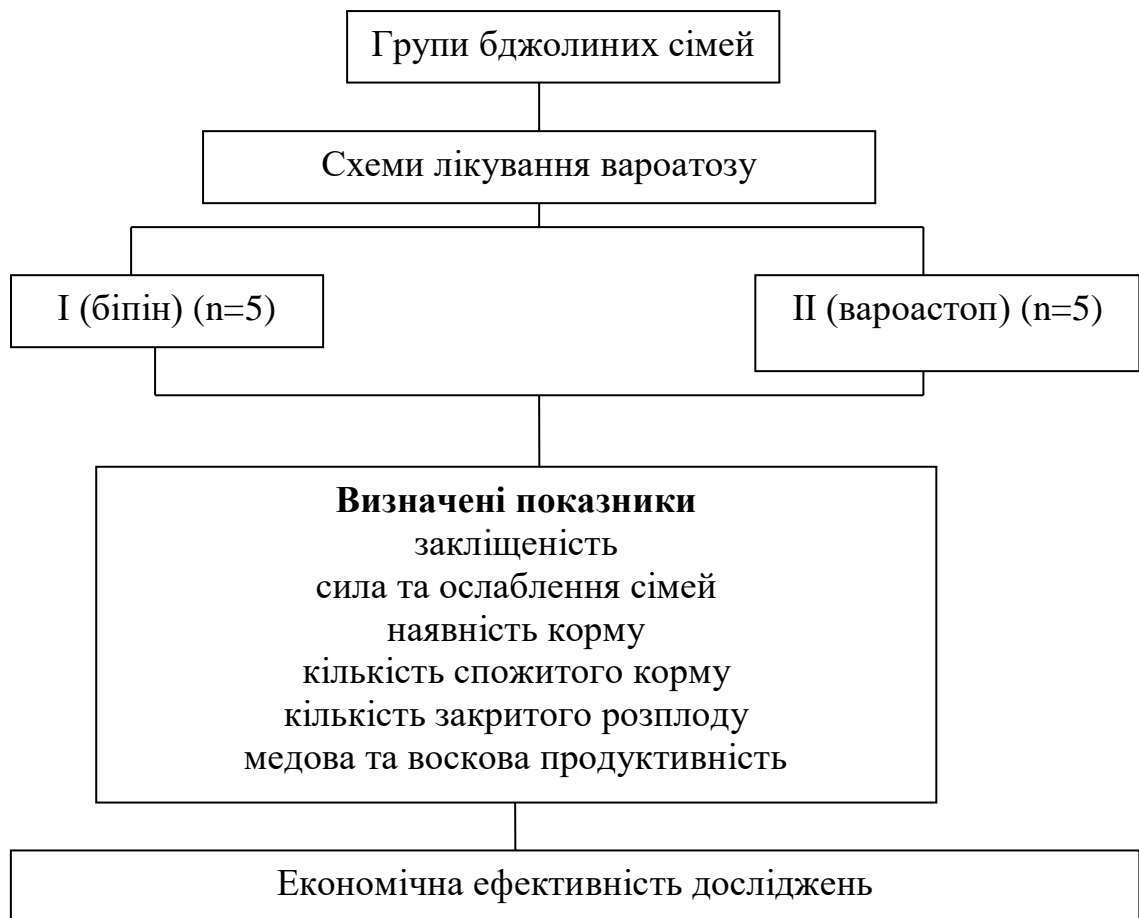 Групи бджолиних сімей
Схеми лікування вароатозу
І (біпін) (n=5)
ІІ (вароастоп) (n=5)
Визначені показники
закліщеність
сила та ослаблення сімей
наявність корму
кількість спожитого корму
кількість закритого розплоду
медова та воскова продуктивність
Економічна ефективність досліджень